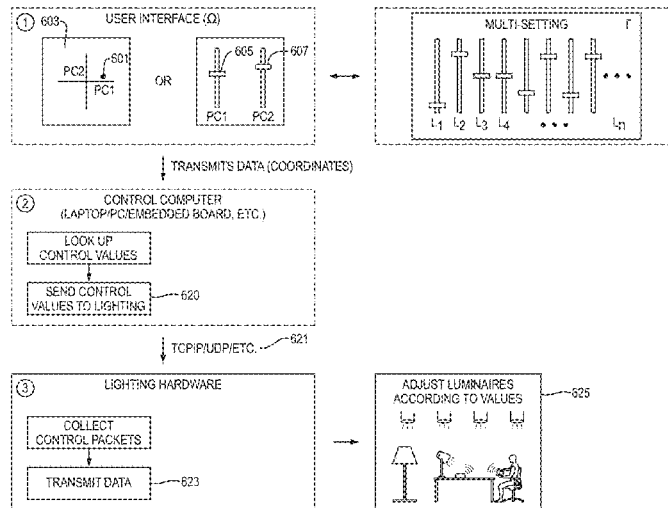 ① USER INTERFACE (Ω)
603
601
PC2
PC1
OR
605
607
PC1 PC2
MULTI-SETTING Γ
L1 L2 L3 L4 Ln
TRANSMITS DATA (COORDINATES)
② CONTROL COMPUTER
(LAPTOP/PC/EMBEDDED BOARD, ETC.)
LOOK UP
CONTROL VALUES
SEND CONTROL
VALUES TO LIGHTING
620
TCPIP/UDP/ETC.
621
③ LIGHTING HARDWARE
COLLECT
CONTROL PACKETS
TRANSMIT DATA
623
ADJUST LUMINAIRES
ACCORDING TO VALUES
625